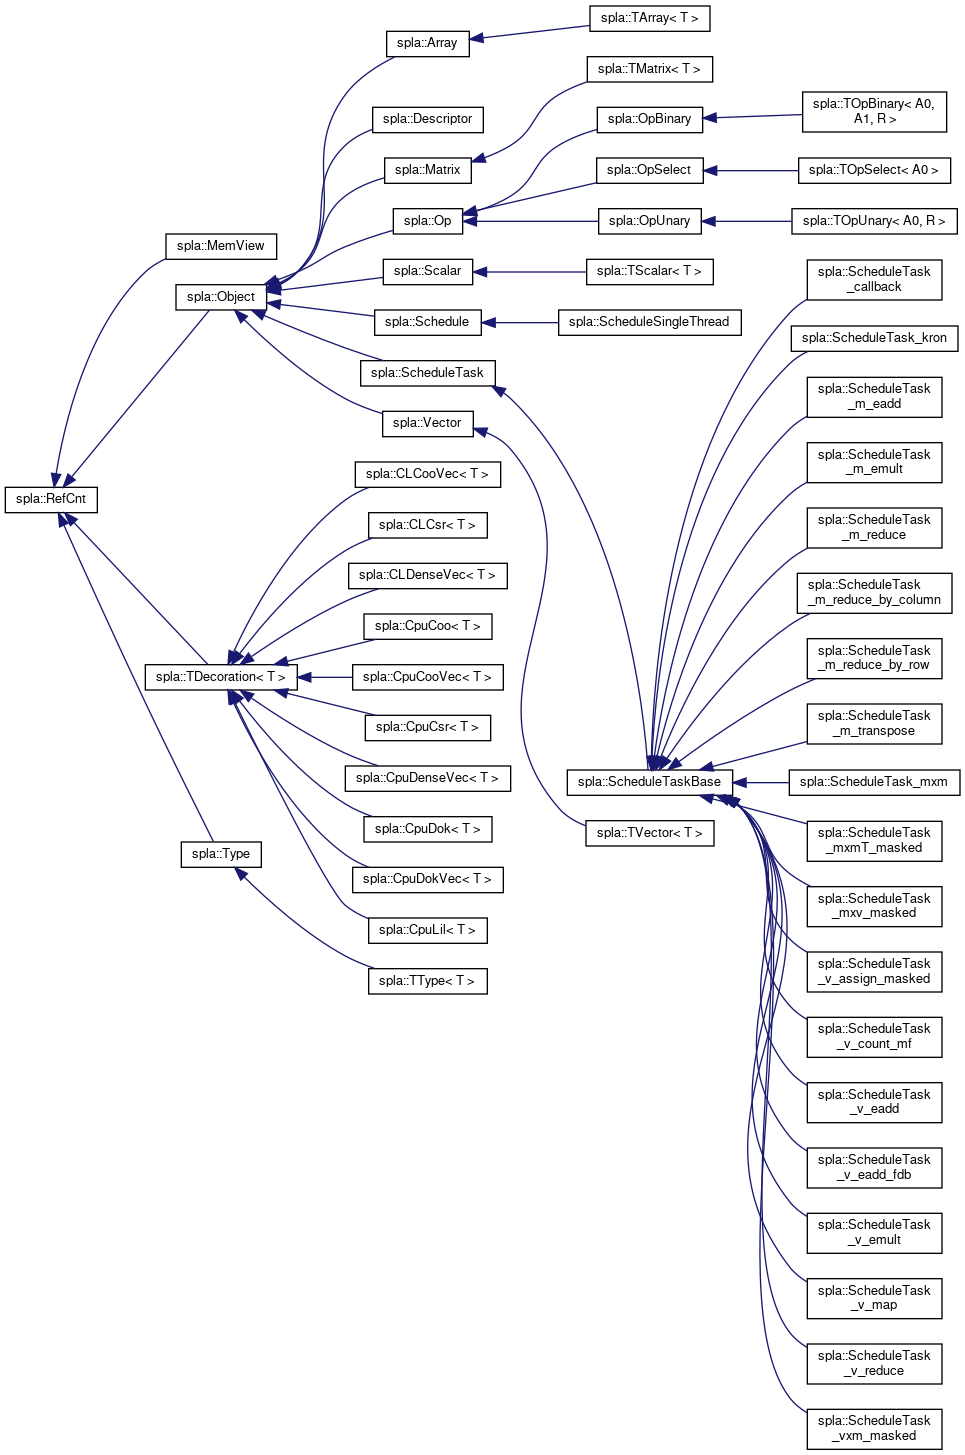 spla::TArray< T >
spla::Array
spla::TMatrix< T >
spla::Descriptor
spla::OpBinary
spla::TOpBinary< A0,
A1, R >
spla::Matrix
spla::OpSelect
spla::TOpSelect< A0 >
spla::Op
spla::OpUnary
spla::TOpUnary< A0, R >
spla::MemView
spla::Scalar
spla::TScalar< T >
spla::ScheduleTask
_callback
spla::Object
spla::Schedule
spla::ScheduleSingleThread
spla::ScheduleTask_kron
spla::ScheduleTask
spla::ScheduleTask
_m_eadd
spla::Vector
spla::ScheduleTask
_m_emult
spla::CLCooVec< T >
spla::RefCnt
spla::CLCsr< T >
spla::ScheduleTask
_m_reduce
spla::CLDenseVec< T >
spla::ScheduleTask
_m_reduce_by_column
spla::CpuCoo< T >
spla::ScheduleTask
_m_reduce_by_row
spla::TDecoration< T >
spla::CpuCooVec< T >
spla::CpuCsr< T >
spla::ScheduleTask
_m_transpose
spla::CpuDenseVec< T >
spla::ScheduleTaskBase
spla::ScheduleTask_mxm
spla::CpuDok< T >
spla::TVector< T >
spla::ScheduleTask
_mxmT_masked
spla::Type
spla::CpuDokVec< T >
spla::ScheduleTask
_mxv_masked
spla::CpuLil< T >
spla::ScheduleTask
_v_assign_masked
spla::TType< T >
spla::ScheduleTask
_v_count_mf
spla::ScheduleTask
_v_eadd
spla::ScheduleTask
_v_eadd_fdb
spla::ScheduleTask
_v_emult
spla::ScheduleTask
_v_map
spla::ScheduleTask
_v_reduce
spla::ScheduleTask
_vxm_masked